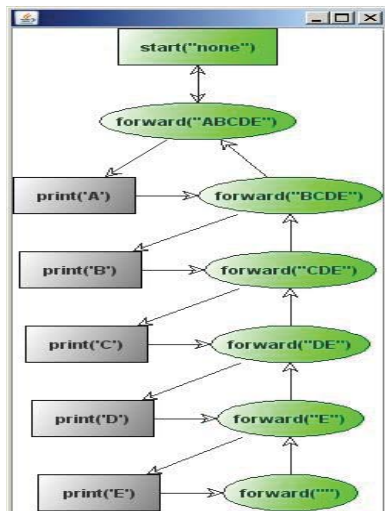 start("none")
forward("ABCDE")
print('A')
forward("BCDE")
print('B')
forward("CDE")
print('C')
forward("DE")
print('D')
forward("E")
print('E')
forward("")